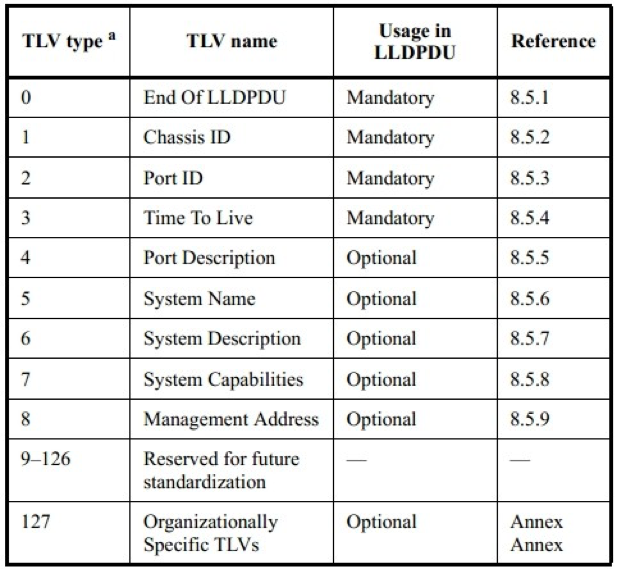 TLV type a TLV name Usage in LLDPDU Reference
0 End Of LLDPDU Mandatory 8.5.1
1 Chassis ID Mandatory 8.5.2
2 Port ID Mandatory 8.5.3
3 Time To Live Mandatory 8.5.4
4 Port Description Optional 8.5.5
5 System Name Optional 8.5.6
6 System Description Optional 8.5.7
7 System Capabilities Optional 8.5.8
8 Management Address Optional 8.5.9
9–126 Reserved for future — —
standardization
127 Organizationally Optional Annex
Specific TLVs Annex